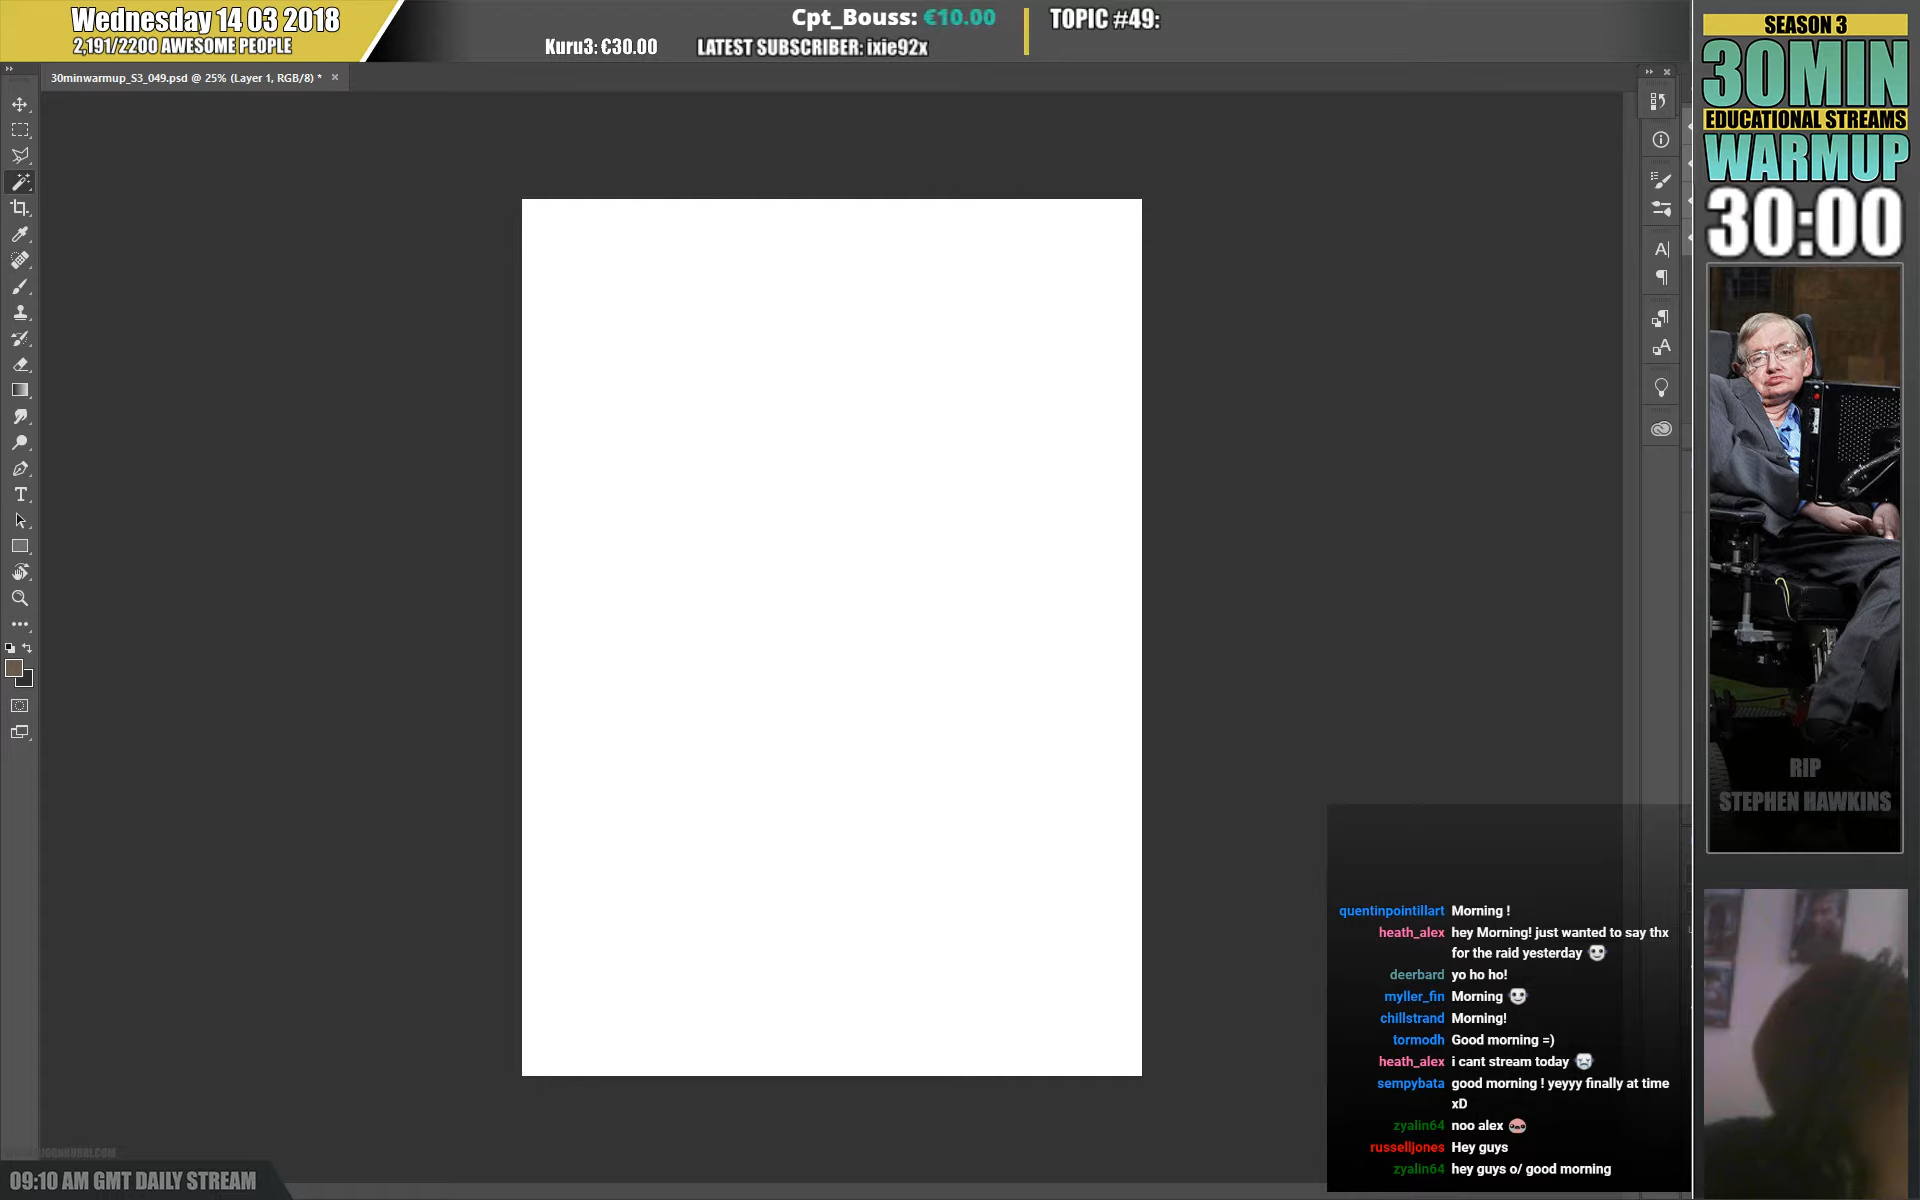 Wednesday 14 03 2018
2,191/2200 AWESOME PEOPLE
Cpt_Bouss: €10.00
Kuru3: €30.00
LATEST SUBSCRIBER: ixie92x
TOPIC #49:
30minwarmup_S3_049.psd @ 25% (Layer 1, RGB/8) *
SEASON 3
30MIN
EDUCATIONAL STREAMS
WARMUP
30:00
RIP
STEPHEN HAWKINS
quentinpointillart Morning !
heath_alex hey Morning! just wanted to say thx
for the raid yesterday
deerbard yo ho ho!
myller_fin Morning
chillstrand Morning!
tormodh Good morning =)
heath_alex i cant stream today
sempybata good morning ! yeyyy finally at time
xD
zyalin64 noo alex
russelljones Hey guys
zyalin64 hey guys o/ good morning
09:10 AM GMT DAILY STREAM